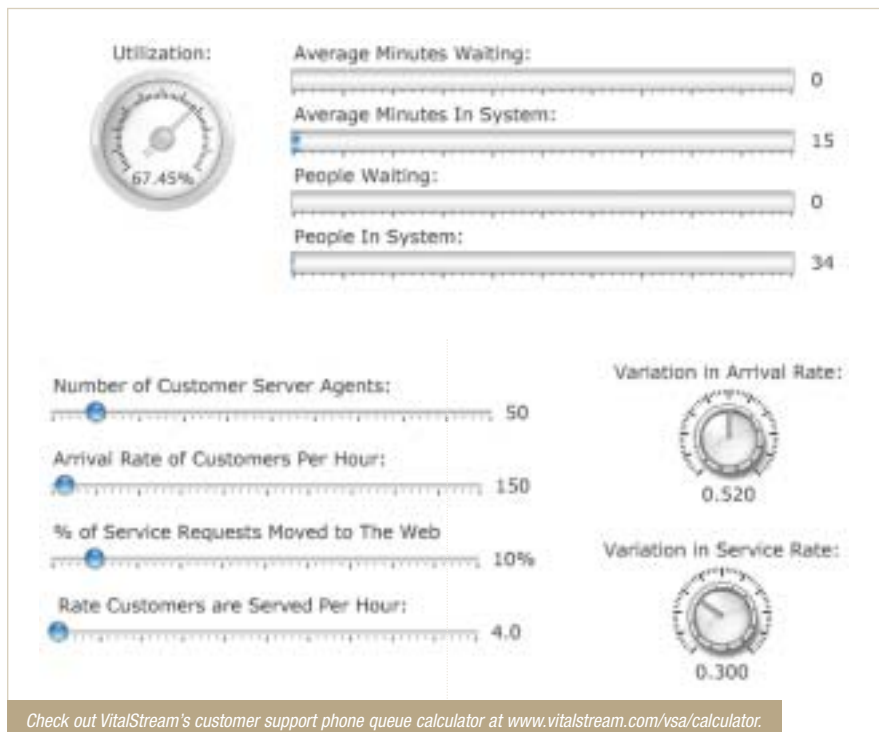 Utilization:
67.45%
Average Minutes Waiting:
0
Average Minutes In System:
15
People Waiting:
0
People In System:
34
Number of Customer Server Agents:
50
Arrival Rate of Customers Per Hour:
150
% of Service Requests Moved to The Web
10%
Rate Customers are Served Per Hour:
4.0
Variation in Arrival Rate:
0.520
Variation in Service Rate:
0.300
Check out VitalStream's customer support phone queue calculator at www.vitalstream.com/vsa/calculator.